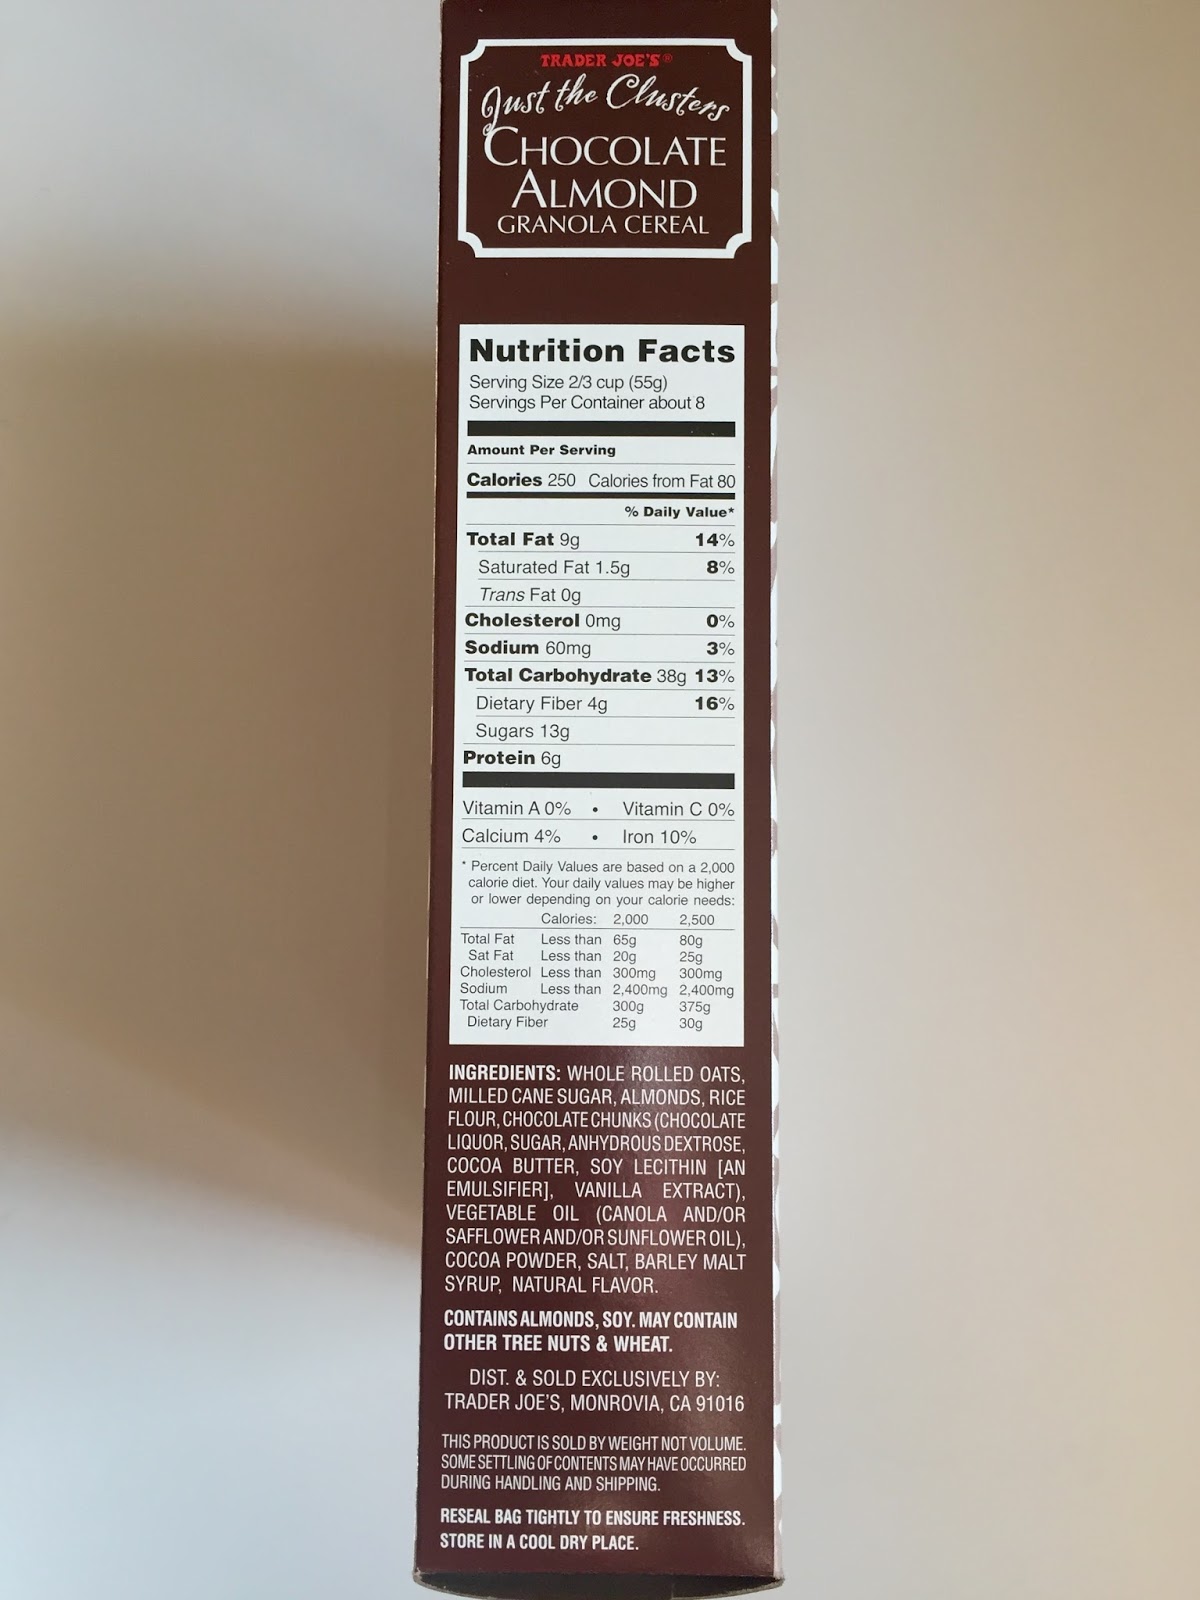 TRADER JOE'S®
Just the Clusters
CHOCOLATE
ALMOND
GRANOLA CEREAL
Nutrition Facts
Serving Size 2/3 cup (55g)
Servings Per Container about 8
Amount Per Serving
Calories 250 Calories from Fat 80
% Daily Value*
Total Fat 9g 14%
Saturated Fat 1.5g 8%
Trans Fat 0g
Cholesterol 0mg 0%
Sodium 60mg 3%
Total Carbohydrate 38g 13%
Dietary Fiber 4g 16%
Sugars 13g
Protein 6g
Vitamin A 0% • Vitamin C 0%
Calcium 4% • Iron 10%
* Percent Daily Values are based on a 2,000
calorie diet. Your daily values may be higher
or lower depending on your calorie needs:
Calories: 2,000 2,500
Total Fat Less than 65g 80g
Sat Fat Less than 20g 25g
Cholesterol Less than 300mg 300mg
Sodium Less than 2,400mg 2,400mg
Total Carbohydrate 300g 375g
Dietary Fiber 25g 30g
INGREDIENTS: WHOLE ROLLED OATS,
MILLED CANE SUGAR, ALMONDS, RICE
FLOUR, CHOCOLATE CHUNKS (CHOCOLATE
LIQUOR, SUGAR, ANHYDROUS DEXTROSE,
COCOA BUTTER, SOY LECITHIN [AN
EMULSIFIER], VANILLA EXTRACT),
VEGETABLE OIL (CANOLA AND/OR
SAFFLOWER AND/OR SUNFLOWER OIL),
COCOA POWDER, SALT, BARLEY MALT
SYRUP, NATURAL FLAVOR.
CONTAINS ALMONDS, SOY. MAY CONTAIN
OTHER TREE NUTS & WHEAT.
DIST. & SOLD EXCLUSIVELY BY:
TRADER JOE'S, MONROVIA, CA 91016
THIS PRODUCT IS SOLD BY WEIGHT NOT VOLUME.
SOME SETTLING OF CONTENTS MAY HAVE OCCURRED
DURING HANDLING AND SHIPPING.
RESEAL BAG TIGHTLY TO ENSURE FRESHNESS.
STORE IN A COOL DRY PLACE.